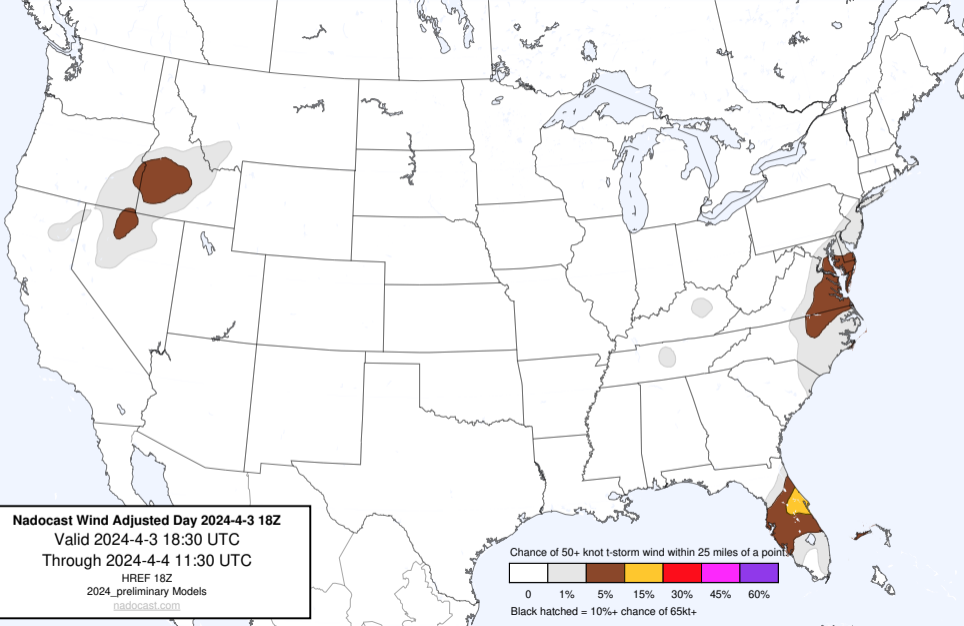 Nadocast Wind Adjusted Day 2024-4-3 18Z
Valid 2024-4-3 18:30 UTC
Through 2024-4-4 11:30 UTC
HREF 18Z
2024_preliminary Models
nadocast.com
Chance of 50+ knot t-storm wind within 25 miles of a point.
0 1% 5% 15% 30% 45% 60%
Black hatched = 10%+ chance of 65kt+